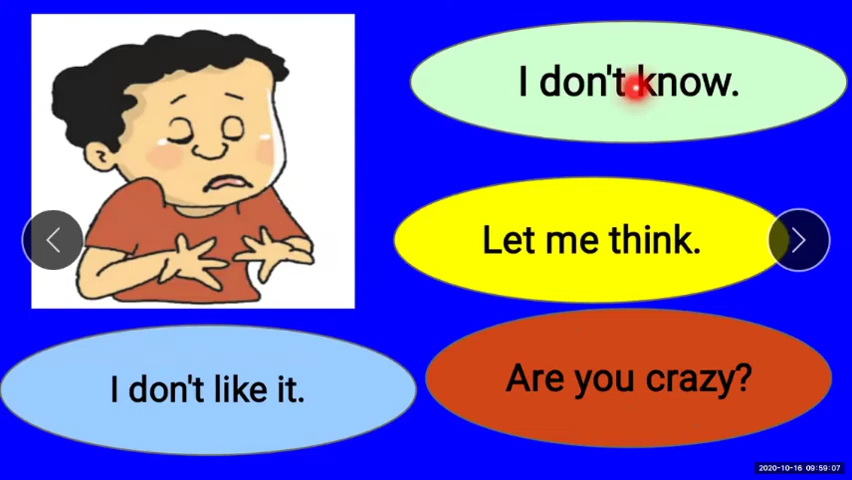 I don't know.
Let me think.
I don't like it.
Are you crazy?
2020-10-16 09:59:07